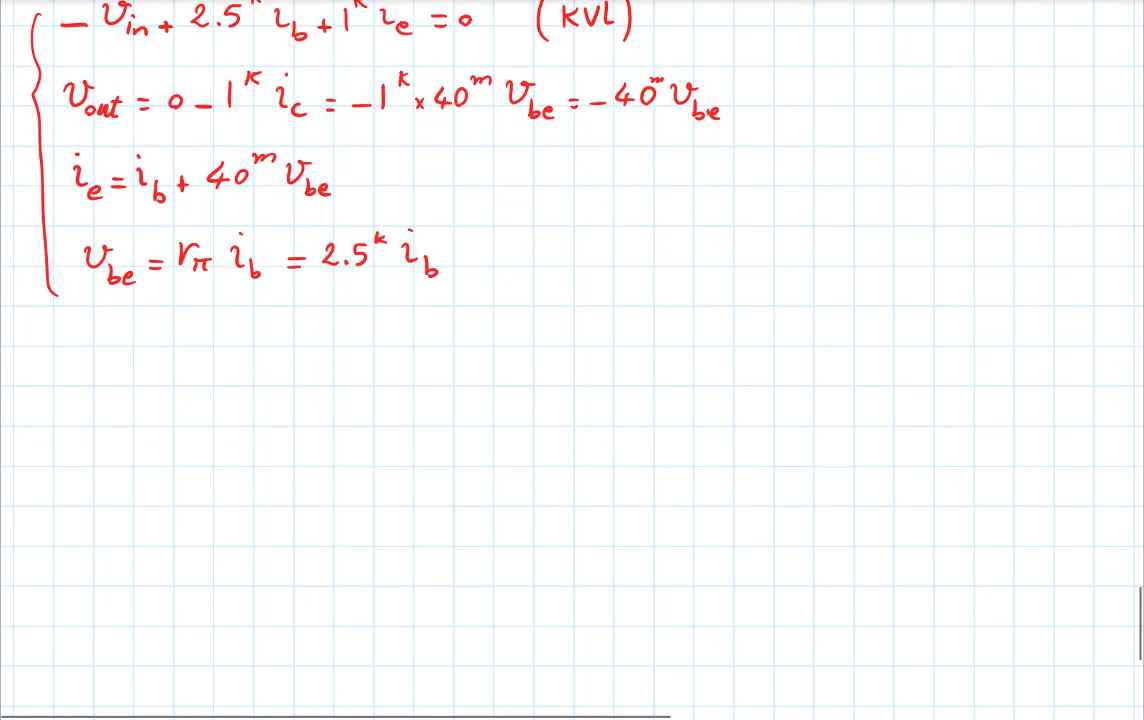 − v_in + 2.5^k i_b + 1^k i_e = 0 (KVL)
v_out = 0 − 1^k i_c = −1^k × 40^m v_be = −40^m v_be
i_e = i_b + 40^m v_be
v_be = r_π i_b = 2.5^k i_b